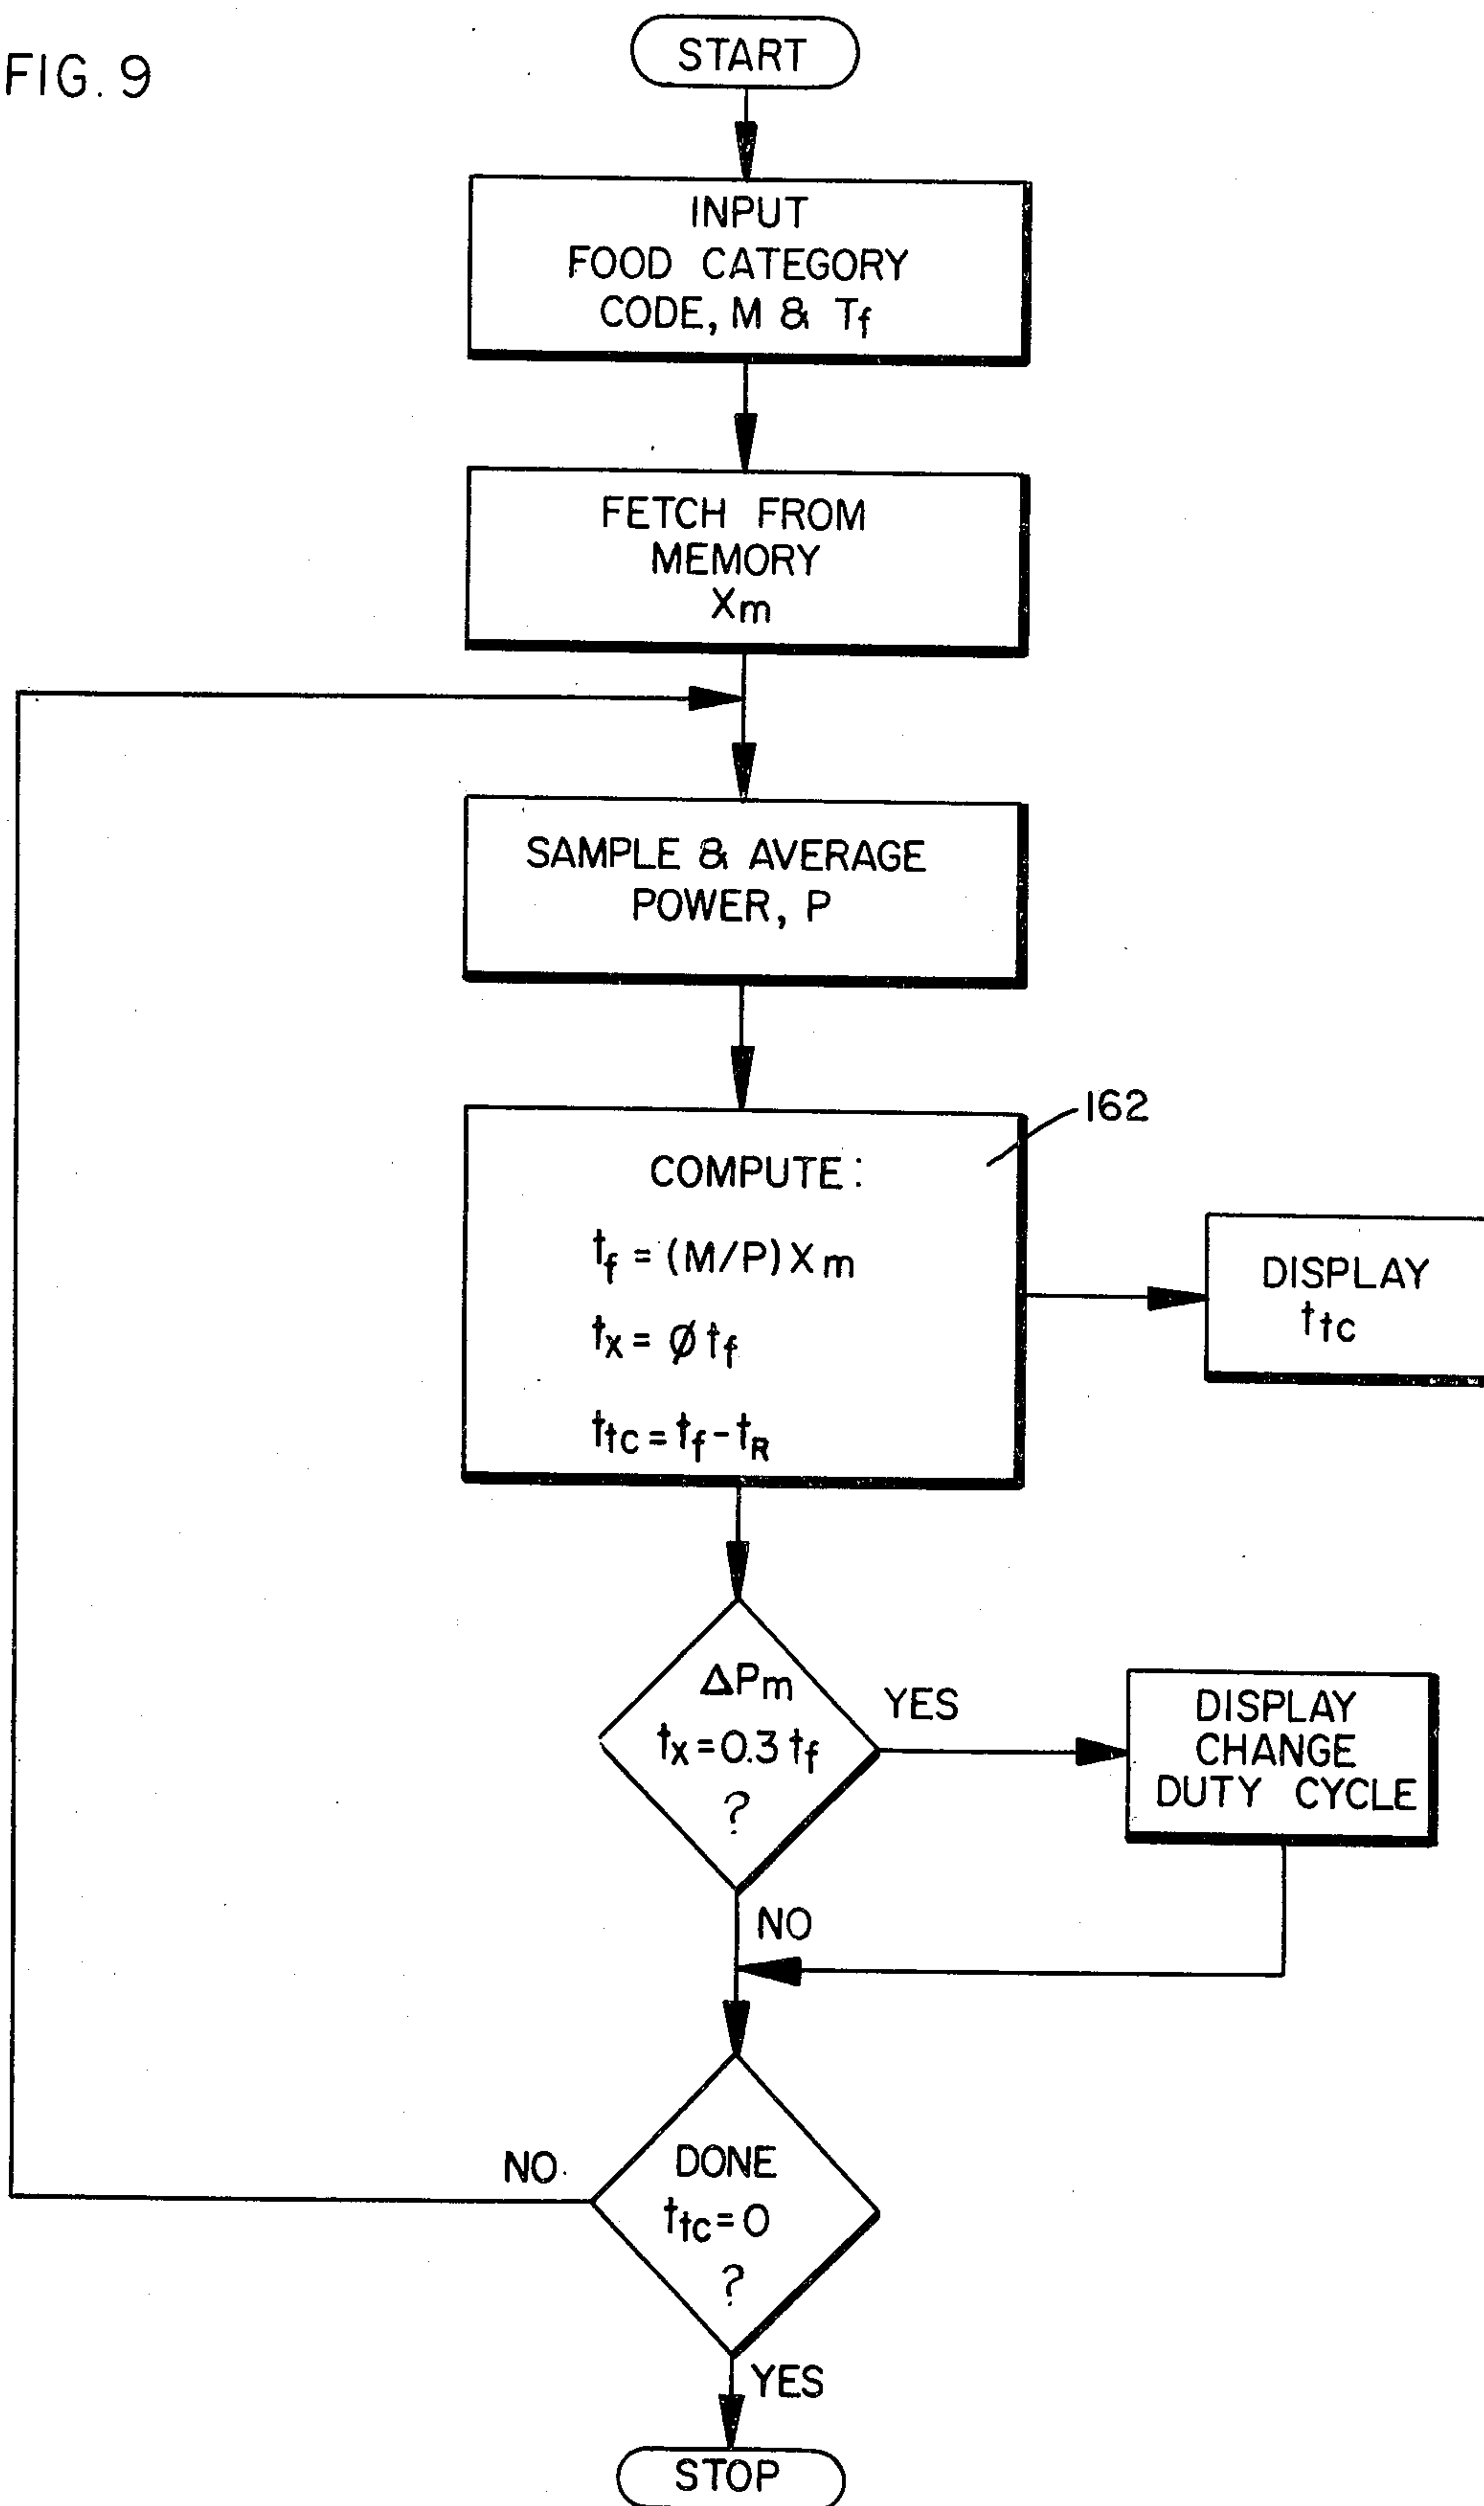 FIG. 9
START
INPUT
FOOD CATEGORY
CODE, M & Tf
FETCH FROM
MEMORY
Xm
SAMPLE & AVERAGE
POWER, P
162
COMPUTE:
tf = (M/P) Xm
tx = Ø tf
ttc = tf - tR
DISPLAY
ttc
ΔPm
tx = 0.3 tf
?
YES
DISPLAY
CHANGE
DUTY CYCLE
NO
DONE
ttc = 0
?
NO
YES
STOP